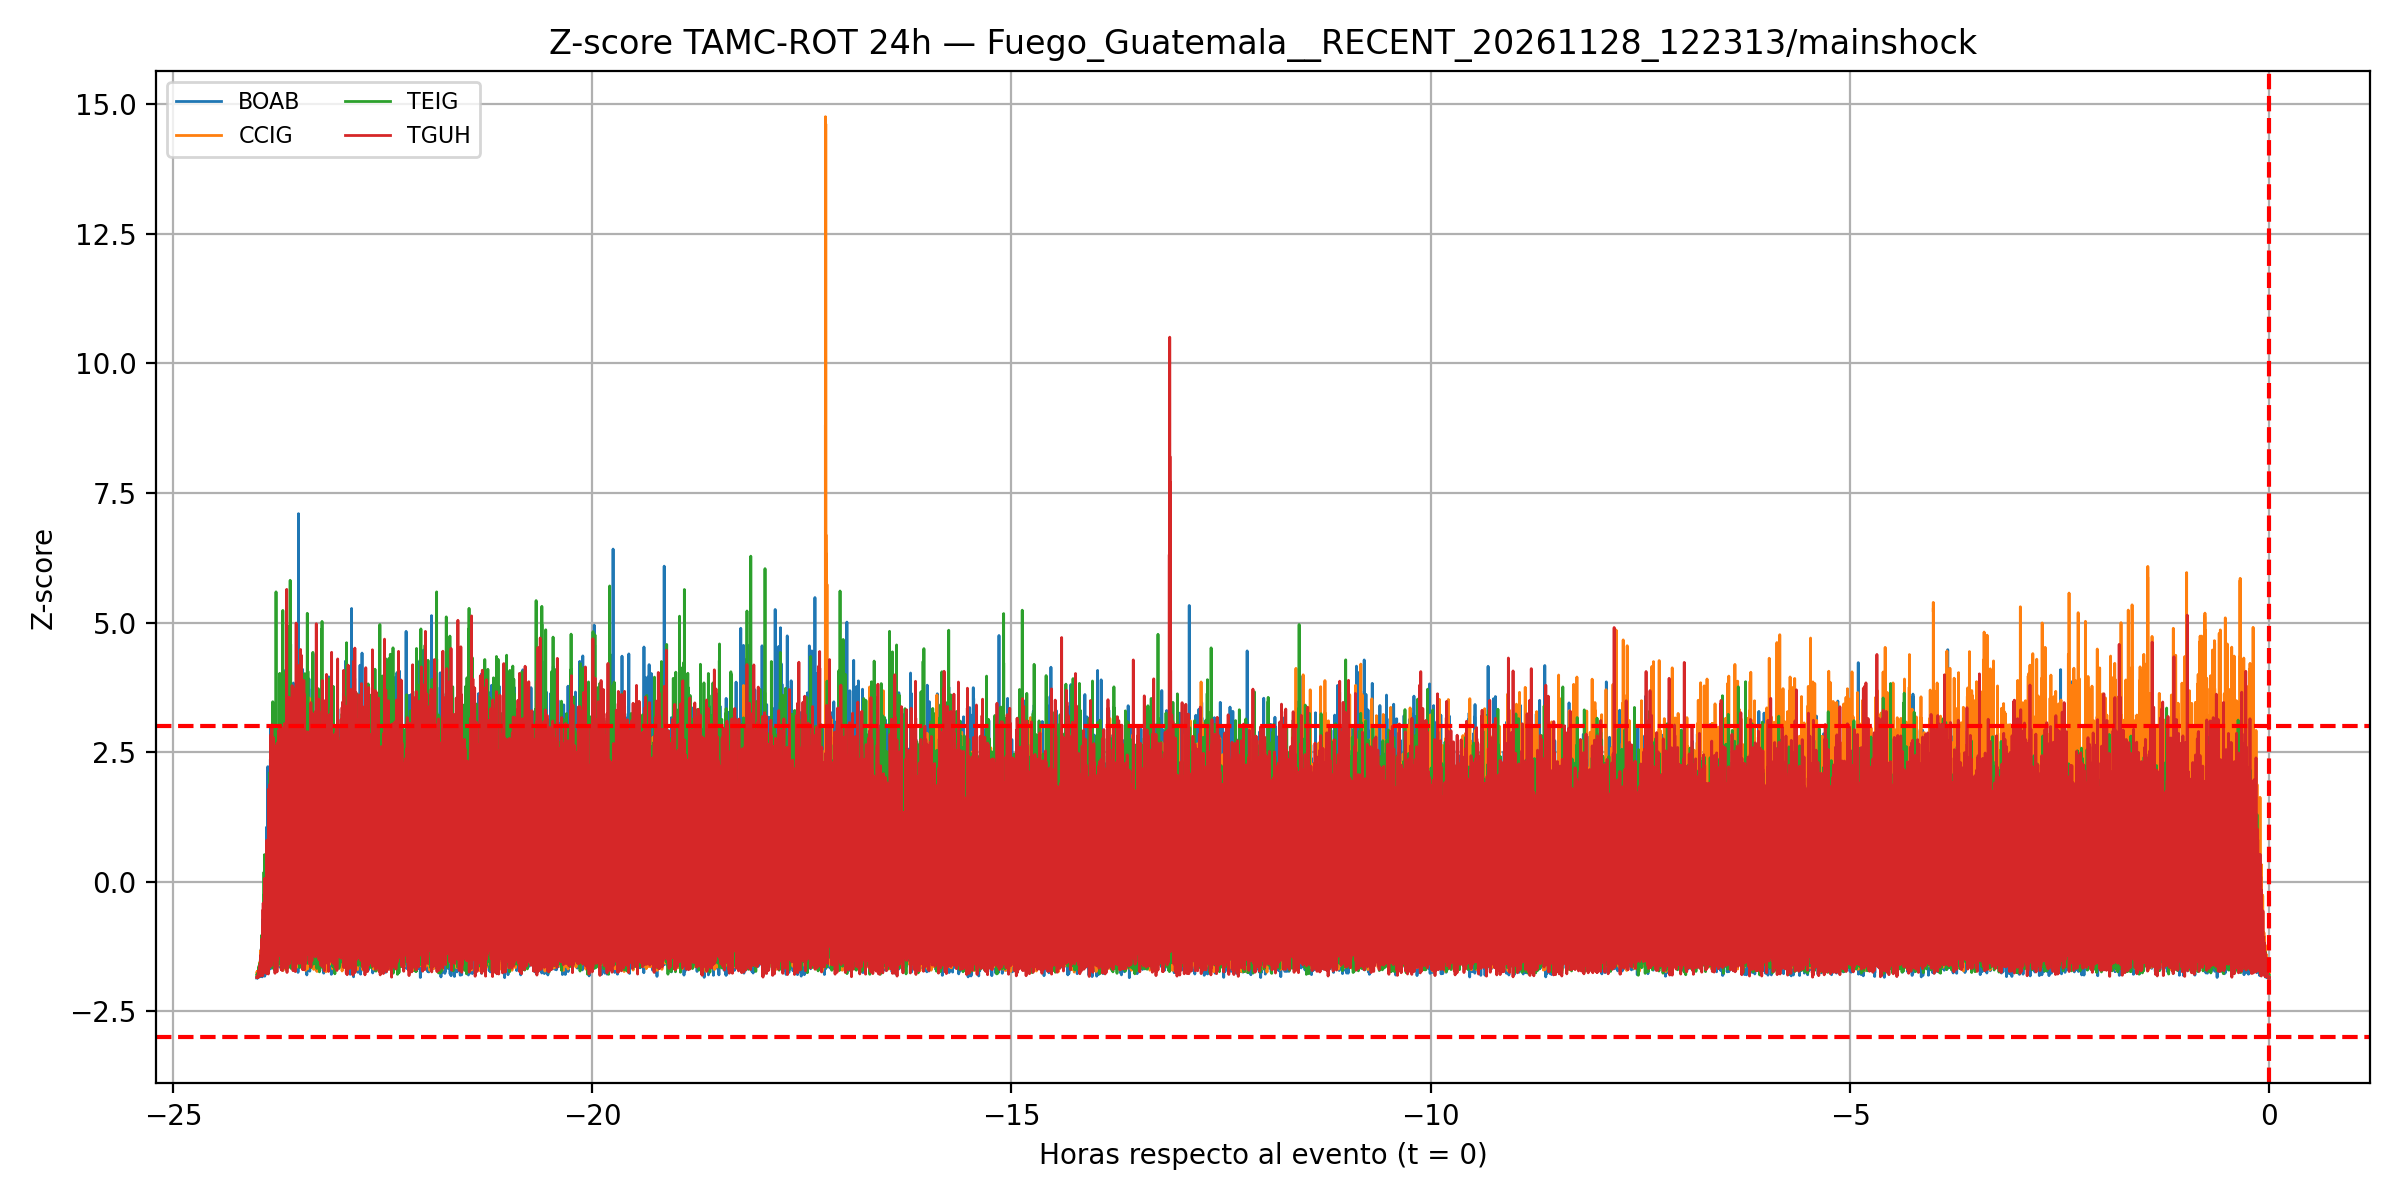 Z-score TAMC-ROT 24h — Fuego_Guatemala__RECENT_20261128_122313/mainshock
BOAB TEIG
CCIG TGUH
15.0
12.5
10.0
7.5
5.0
2.5
0.0
−2.5
Z-score
−25 −20 −15 −10 −5 0
Horas respecto al evento (t = 0)